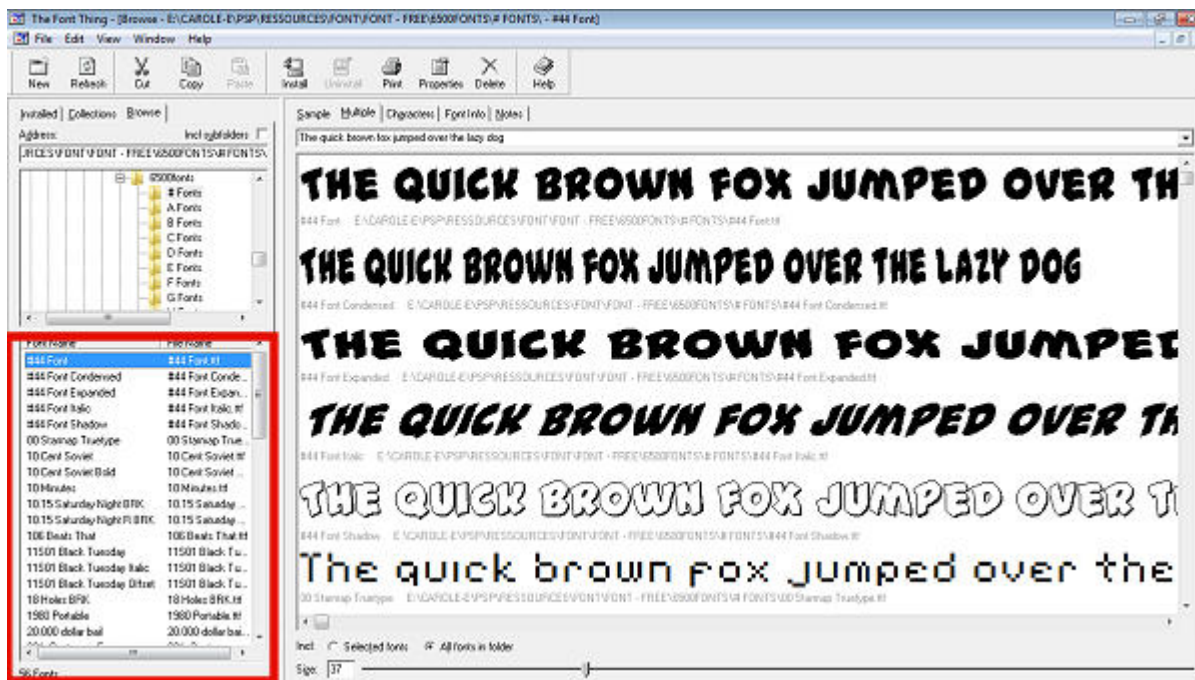 The Font Thing - [Browse - E:\CAROLE-E\PSP\RESSOURCES\FONT\FONT - FREE\6500FONTS\# FONTS\ - #44 Font]
File Edit View Window Help
New Refresh Cut Copy Paste Install Uninstall Print Properties Delete Help
Installed Collections Browse
Address: Incl subfolders
URCES\FONT\FONT - FREE\6500FONTS\# FONTS\
6500fonts
# Fonts
A Fonts
B Fonts
C Fonts
D Fonts
E Fonts
F Fonts
G Fonts
Font Name File Name
#44 Font #44 Font.ttf
#44 Font Condensed #44 Font Conde...
#44 Font Expanded #44 Font Expan...
#44 Font Italic #44 Font Italic.ttf
#44 Font Shadow #44 Font Shado...
00 Starmap Truetype 00 Starmap True...
10 Cent Soviet 10 Cent Soviet.ttf
10 Cent Soviet Bold 10 Cent Soviet ...
10 Minutes 10 Minutes.ttf
10.15 Saturday Night BRK 10.15 Saturday ...
10.15 Saturday Night R BRK 10.15 Saturday ...
106 Beats That 106 Beats That.ttf
11S01 Black Tuesday 11S01 Black Tu...
11S01 Black Tuesday Italic 11S01 Black Tu...
11S01 Black Tuesday Offset 11S01 Black Tu...
18 Holes BRK 18 Holes BRK.ttf
1980 Portable 1980 Portable.ttf
20.000 dollar bail 20.000 dollar bai...
96 Fonts
Sample Multiple Characters Font Info Notes
The quick brown fox jumped over the lazy dog
THE QUICK BROWN FOX JUMPED OVER TH
#44 Font E:\CAROLE-E\PSP\RESSOURCES\FONT\FONT - FREE\6500FONTS\# FONTS\#44 Font.ttf
THE QUICK BROWN FOX JUMPED OVER THE LAZY DOG
#44 Font Condensed E:\CAROLE-E\PSP\RESSOURCES\FONT\FONT - FREE\6500FONTS\# FONTS\#44 Font Condensed.ttf
THE QUICK BROWN FOX JUMPED
#44 Font Expanded E:\CAROLE-E\PSP\RESSOURCES\FONT\FONT - FREE\6500FONTS\# FONTS\#44 Font Expanded.ttf
THE QUICK BROWN FOX JUMPED OVER TH
#44 Font Italic E:\CAROLE-E\PSP\RESSOURCES\FONT\FONT - FREE\6500FONTS\# FONTS\#44 Font Italic.ttf
THE QUICK BROWN FOX JUMPED OVER T
#44 Font Shadow E:\CAROLE-E\PSP\RESSOURCES\FONT\FONT - FREE\6500FONTS\# FONTS\#44 Font Shadow.ttf
The quick brown fox jumped over the
00 Starmap Truetype E:\CAROLE-E\PSP\RESSOURCES\FONT\FONT - FREE\6500FONTS\# FONTS\00 Starmap Truetype.ttf
Incl: Selected fonts All fonts in folder
Size: 37